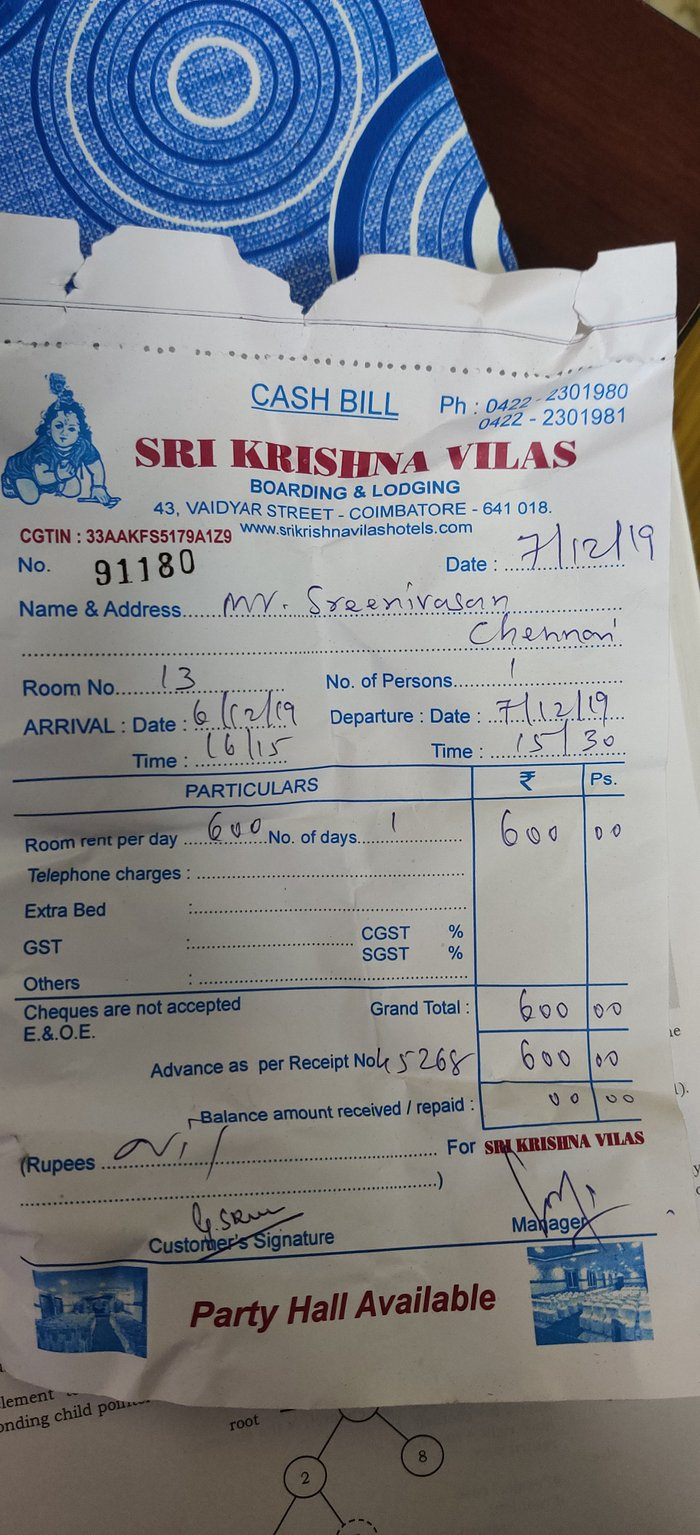 CASH BILL Ph : 0422 - 2301980
0422 - 2301981
SRI KRISHNA VILAS
BOARDING & LODGING
43, VAIDYAR STREET - COIMBATORE - 641 018.
CGTIN : 33AAKFS5179A1Z9 www.srikrishnavilashotels.com
No. 91180 Date : 7/12/19
Name & Address Mr. Sreenivasan
Chennai
Room No. 13 No. of Persons 1
ARRIVAL : Date : 6/12/19 Departure : Date : 7/12/19
Time : 16/15 Time : 15/30
PARTICULARS ₹ Ps.
Room rent per day 600 No. of days 1 600 00
Telephone charges :
Extra Bed :
GST : CGST %
SGST %
Others :
Cheques are not accepted Grand Total : 600 00
E.&.O.E.
Advance as per Receipt No 45268 600 00
Balance amount received / repaid : 00 00
(Rupees Nil For SRI KRISHNA VILAS
)
Customer's Signature Manager
Party Hall Available
lement
onding child
root
8
2